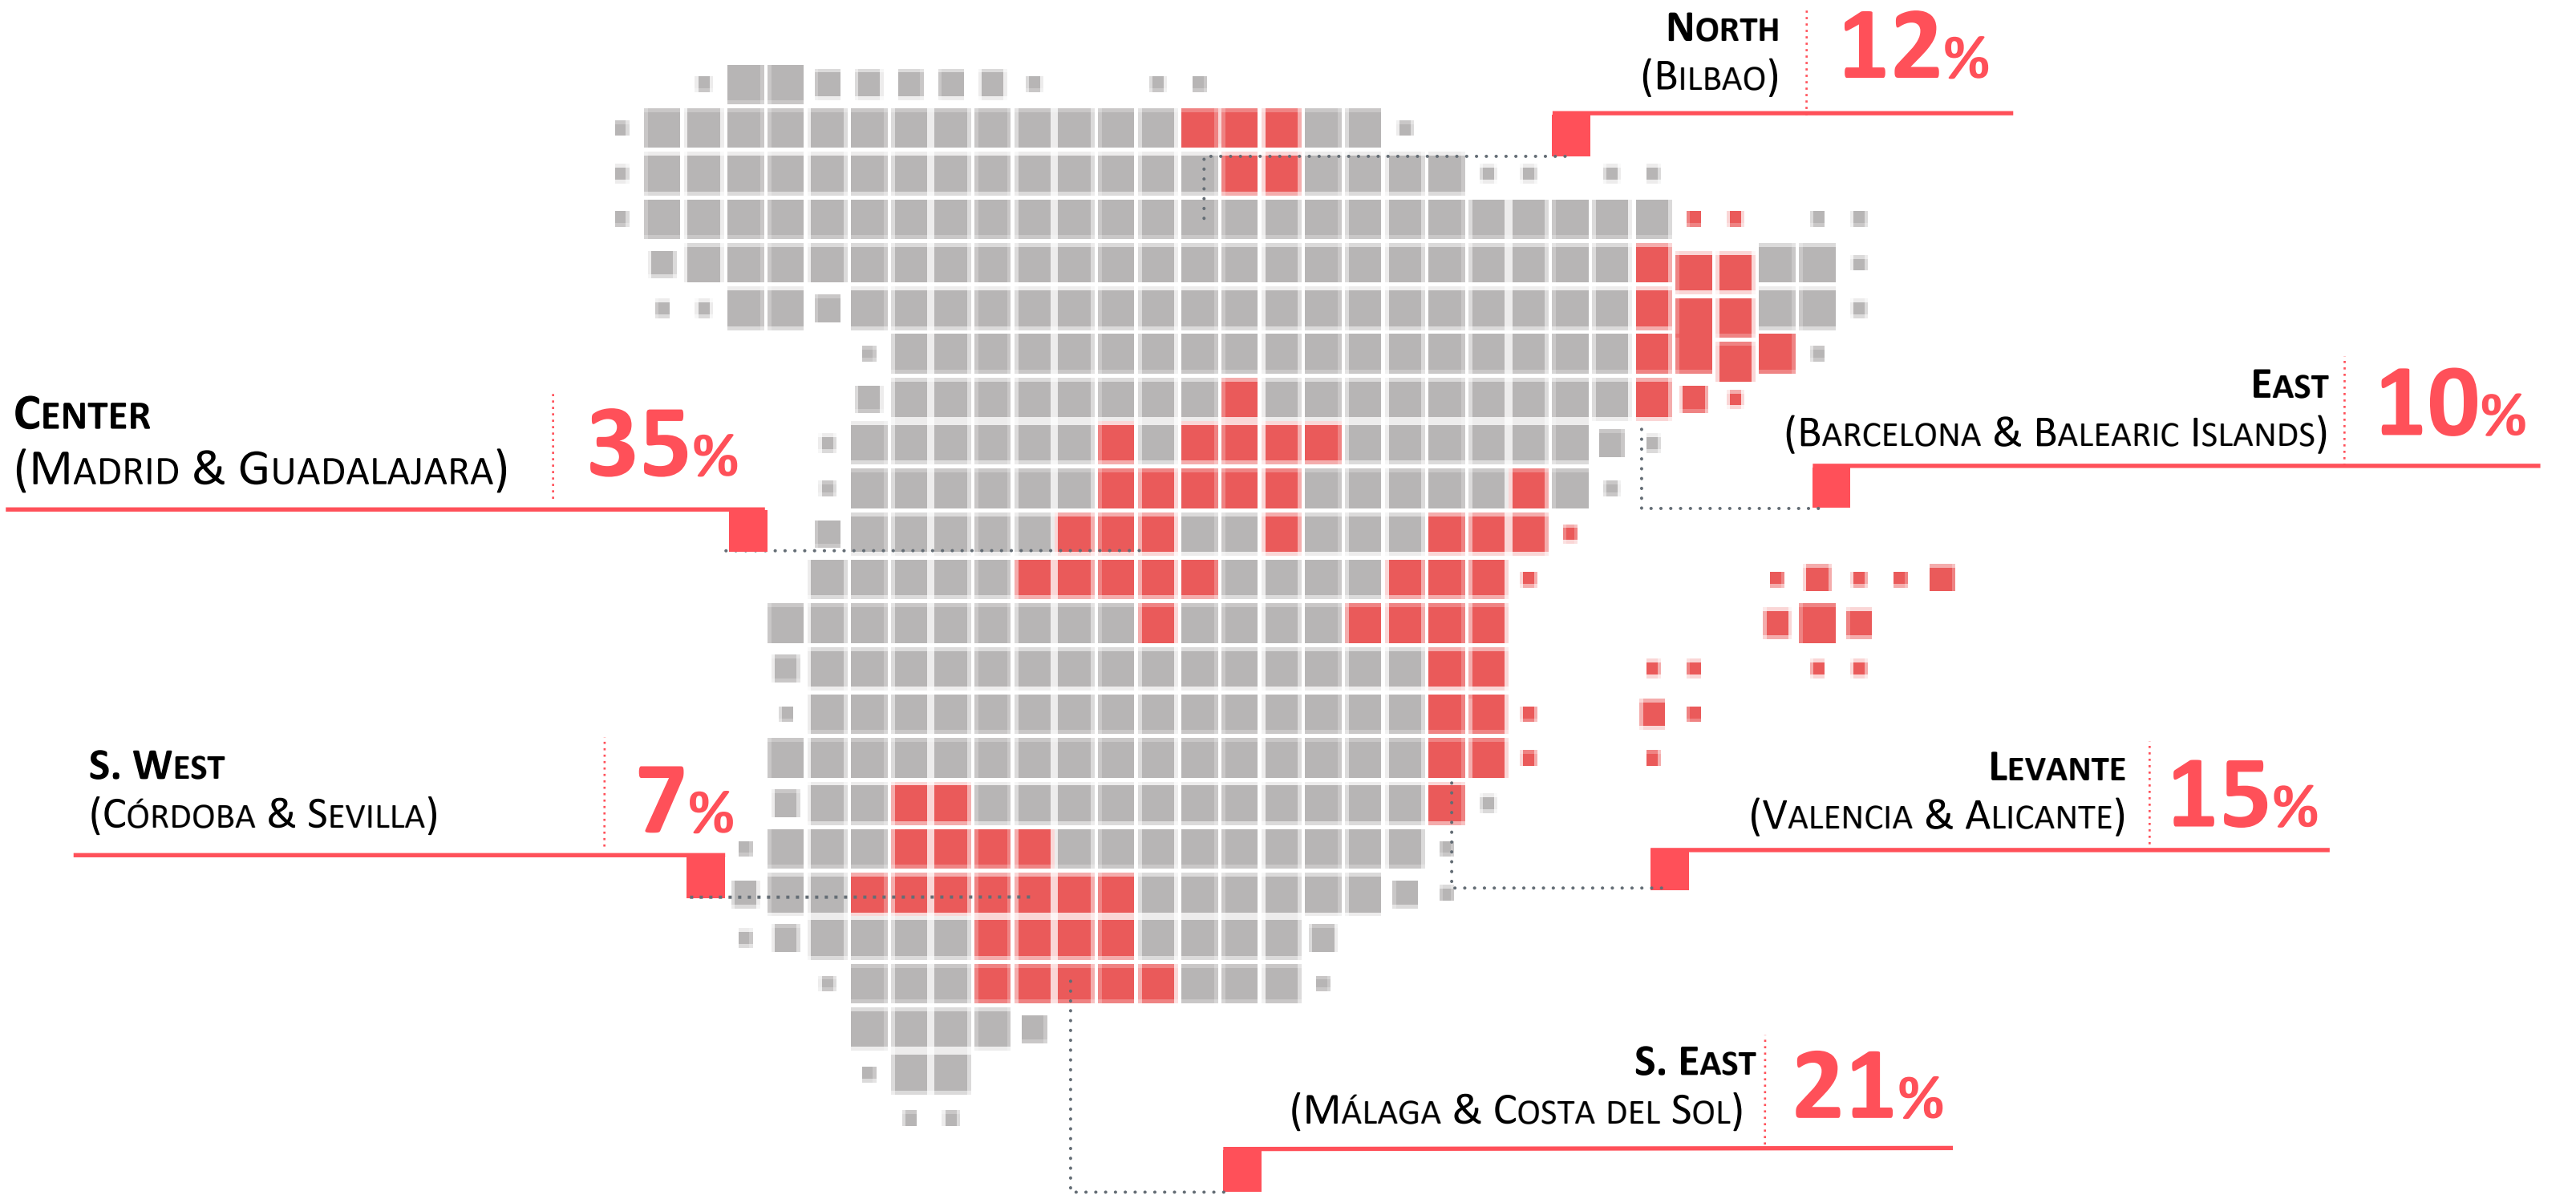 NORTH
(BILBAO)
12%
CENTER
(MADRID & GUADALAJARA)
35%
EAST
(BARCELONA & BALEARIC ISLANDS)
10%
S. WEST
(CÓRDOBA & SEVILLA)
7%
LEVANTE
(VALENCIA & ALICANTE)
15%
S. EAST
(MÁLAGA & COSTA DEL SOL)
21%